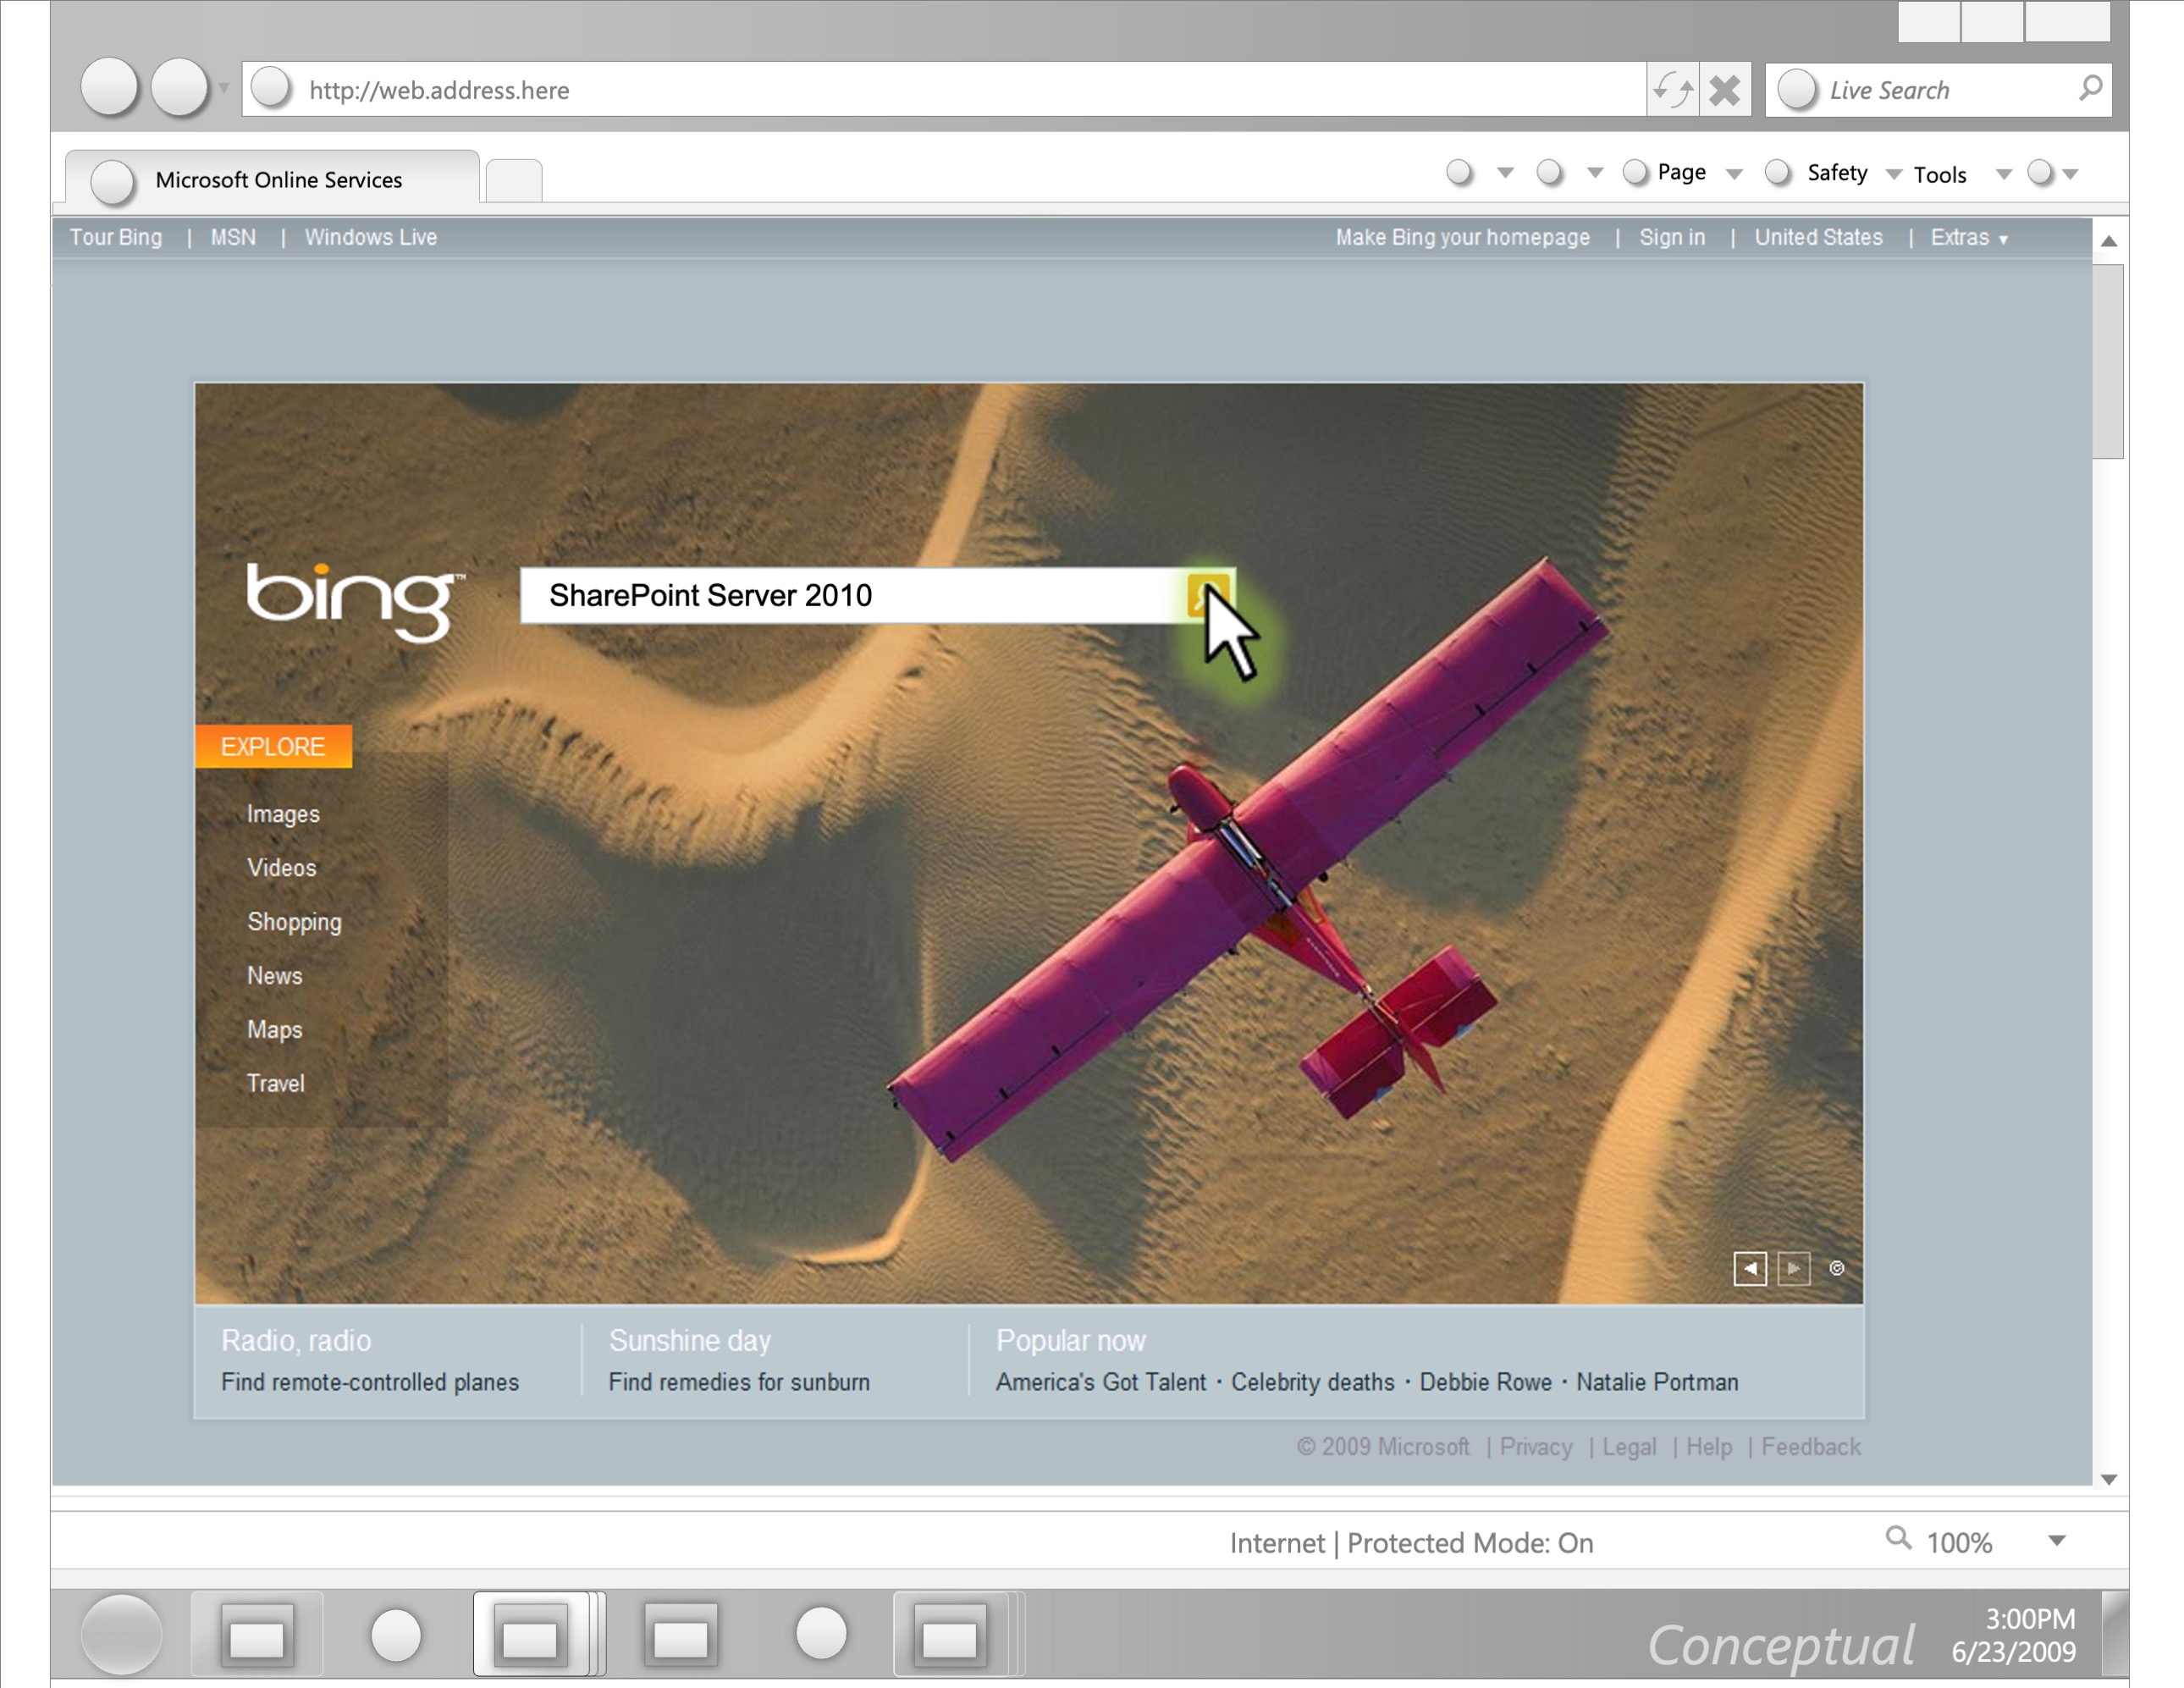 http://web.address.here
Live Search
Microsoft Online Services
Page
Safety
Tools
Tour Bing | MSN | Windows Live
Make Bing your homepage | Sign in | United States | Extras
bing™
SharePoint Server 2010
EXPLORE
Images
Videos
Shopping
News
Maps
Travel
©
Radio, radio
Find remote-controlled planes
Sunshine day
Find remedies for sunburn
Popular now
America's Got Talent · Celebrity deaths · Debbie Rowe · Natalie Portman
© 2009 Microsoft | Privacy | Legal | Help | Feedback
Internet | Protected Mode: On
100%
Conceptual
3:00PM
6/23/2009